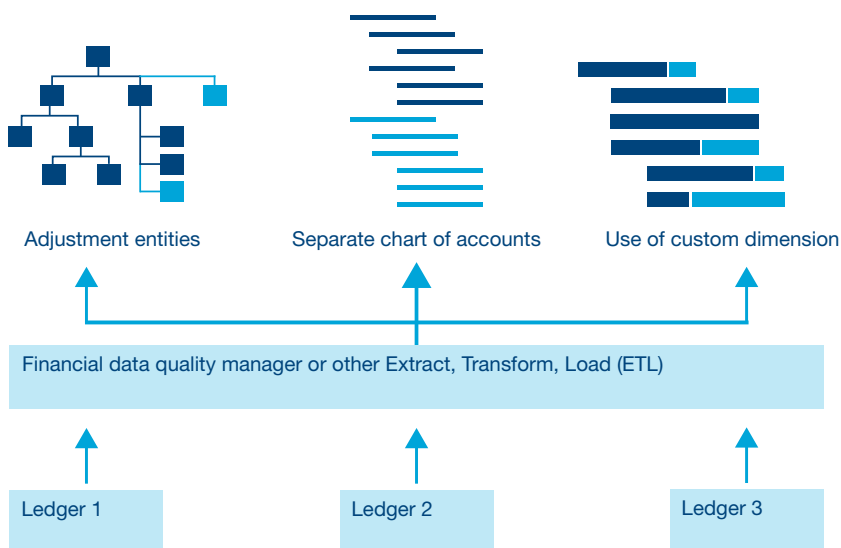 Adjustment entities
Separate chart of accounts
Use of custom dimension
Financial data quality manager or other Extract, Transform, Load (ETL)
Ledger 1
Ledger 2
Ledger 3